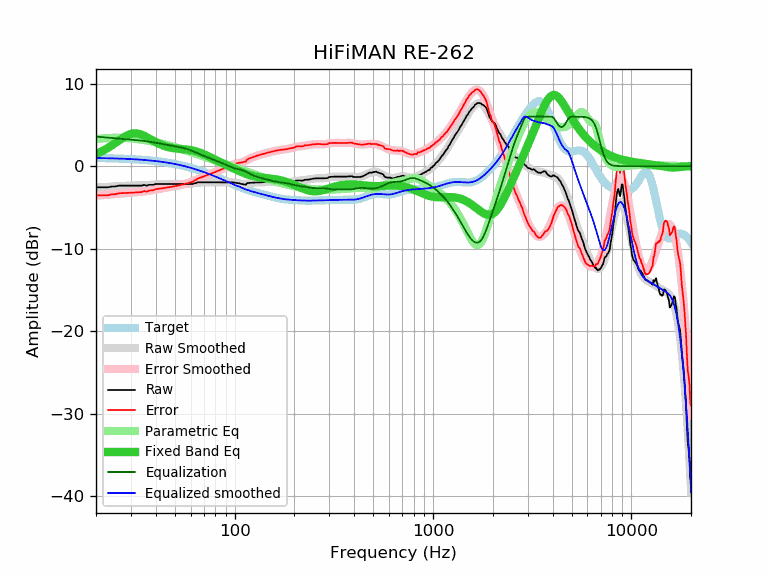 HiFiMAN RE-262
Amplitude (dBr)
10
0
−10
−20
−30
−40
Target
Raw Smoothed
Error Smoothed
Raw
Error
Parametric Eq
Fixed Band Eq
Equalization
Equalized smoothed
100
1000
10000
Frequency (Hz)